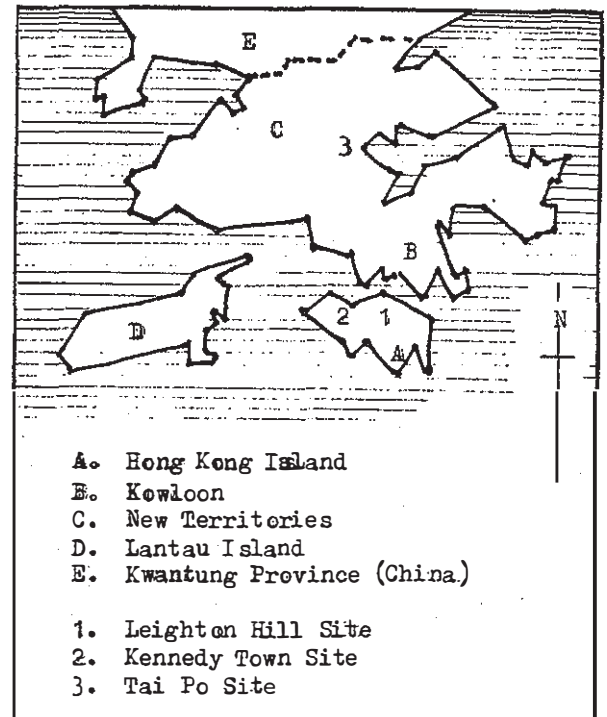 E
C
3
B
N
2 1
D
A
A. Hong Kong Island
B. Kowloon
C. New Territories
D. Lantau Island
E. Kwantung Province (China)
1. Leighton Hill Site
2. Kennedy Town Site
3. Tai Po Site